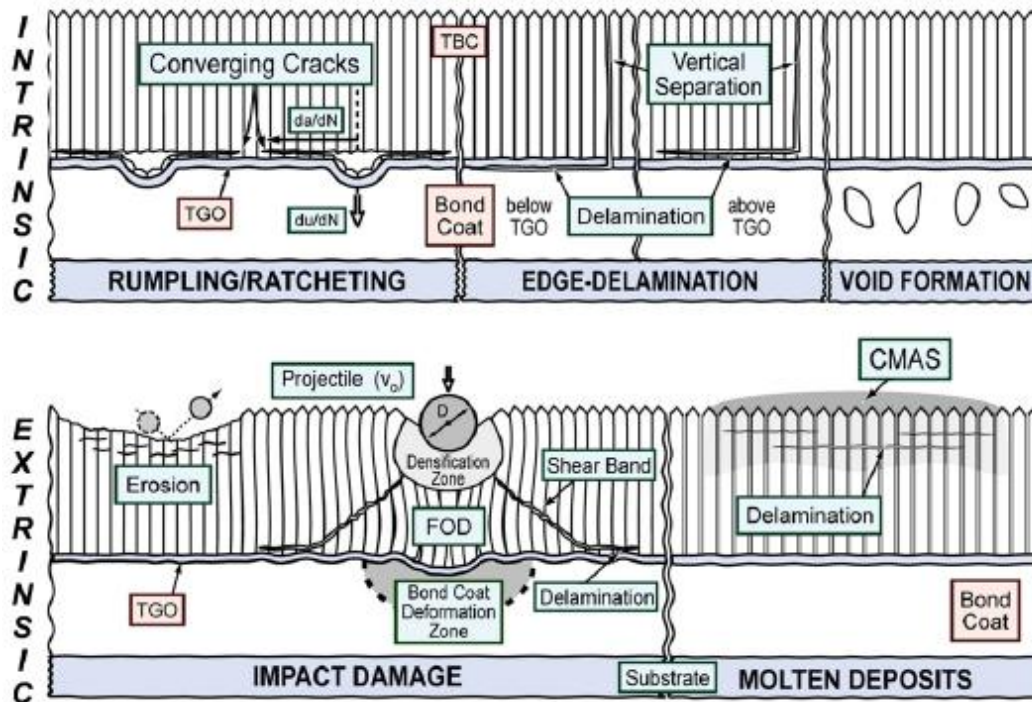 INTRINSIC
TBC
Converging Cracks
Vertical
Separation
da/dN
TGO
du/dN
Bond
Coat
below
TGO
Delamination
above
TGO
RUMPLING/RATCHETING
EDGE-DELAMINATION
VOID FORMATION
EXTRINSIC
Projectile (vo)
CMAS
D
Densification
Zone
Shear Band
Erosion
FOD
Delamination
TGO
Bond Coat
Deformation
Zone
Delamination
Bond
Coat
IMPACT DAMAGE
Substrate
MOLTEN DEPOSITS